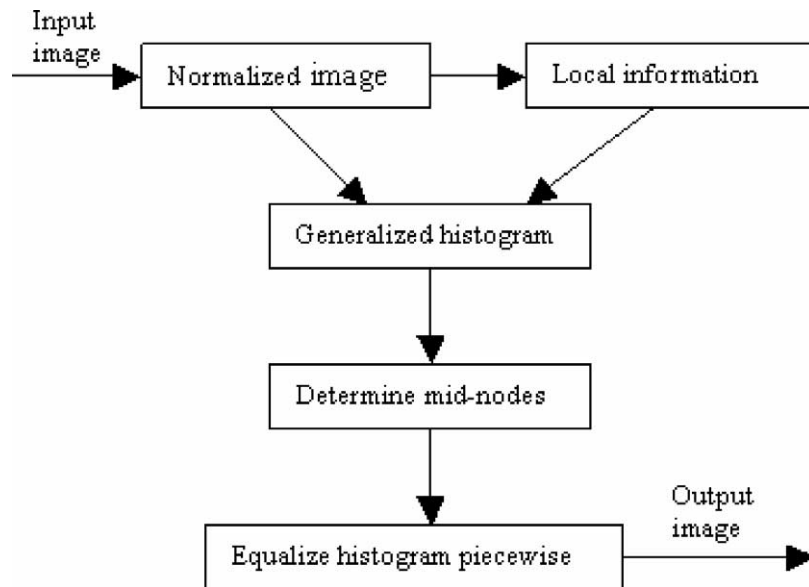 Input
image
Normalized image
Local information
Generalized histogram
Determine mid-nodes
Equalize histogram piecewise
Output
image